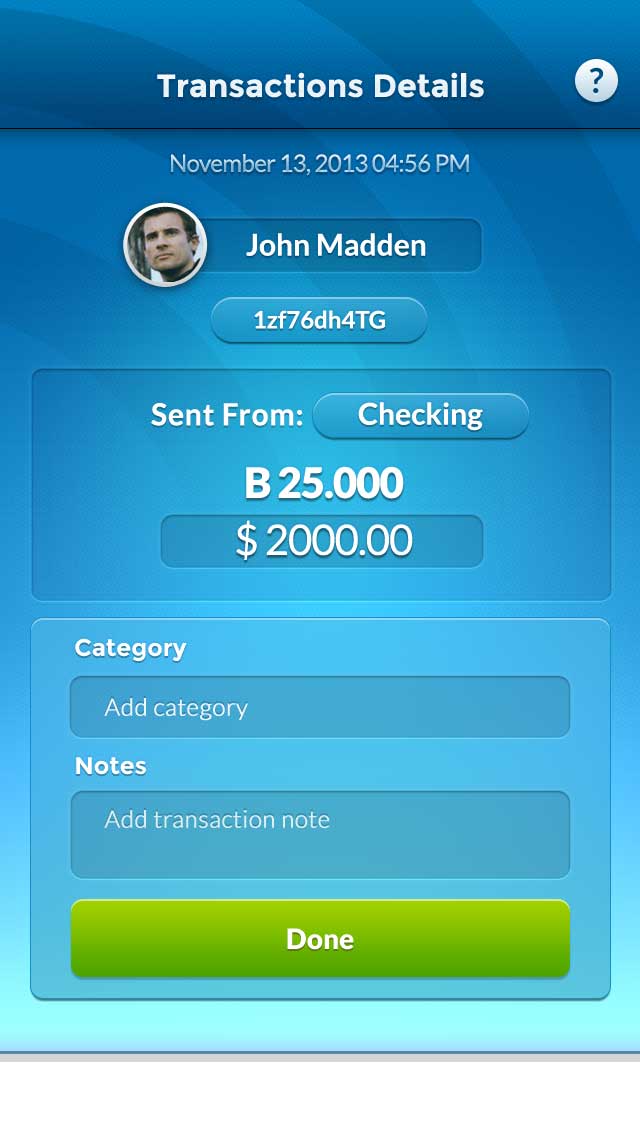 Transactions Details
?
November 13, 2013 04:56 PM
John Madden
1zf76dh4TG
Sent From: Checking
B 25.000
$ 2000.00
Category
Add category
Notes
Add transaction note
Done